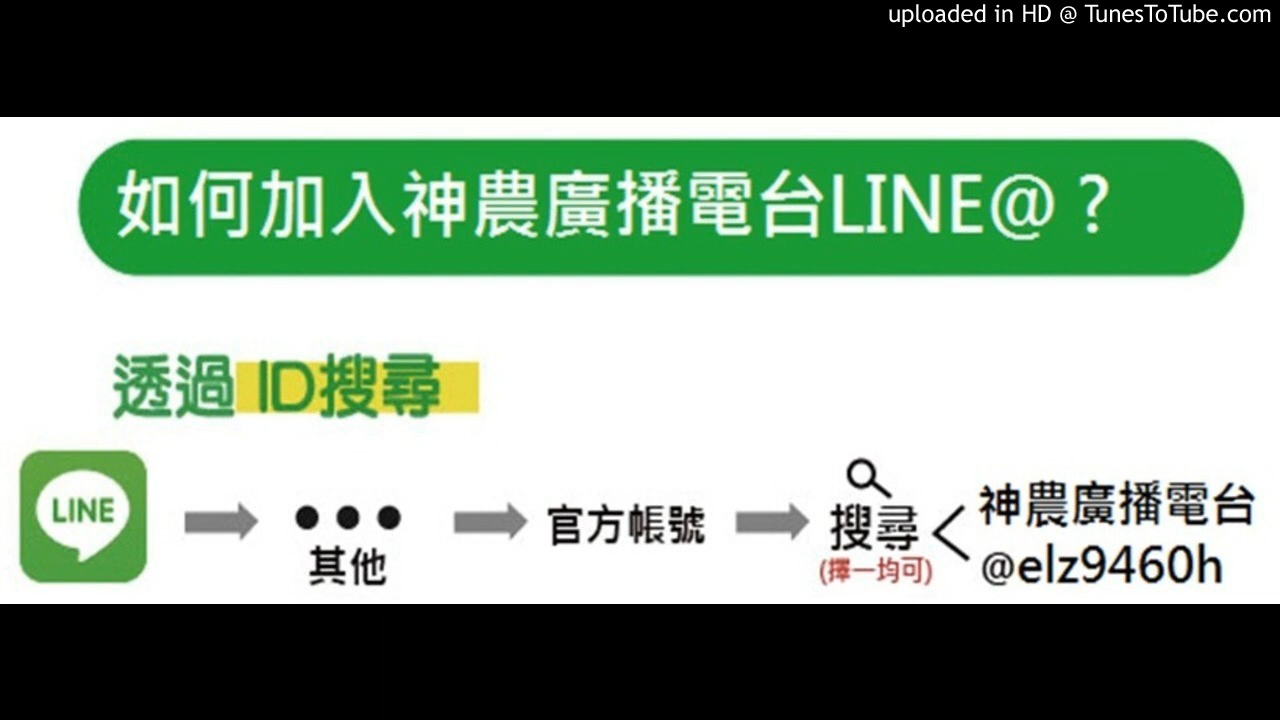 uploaded in HD @ TunesToTube.com
如何加入神農廣播電台LINE@？
透過 ID搜尋
LINE
其他
官方帳號
搜尋
(擇一均可)
神農廣播電台
@elz9460h